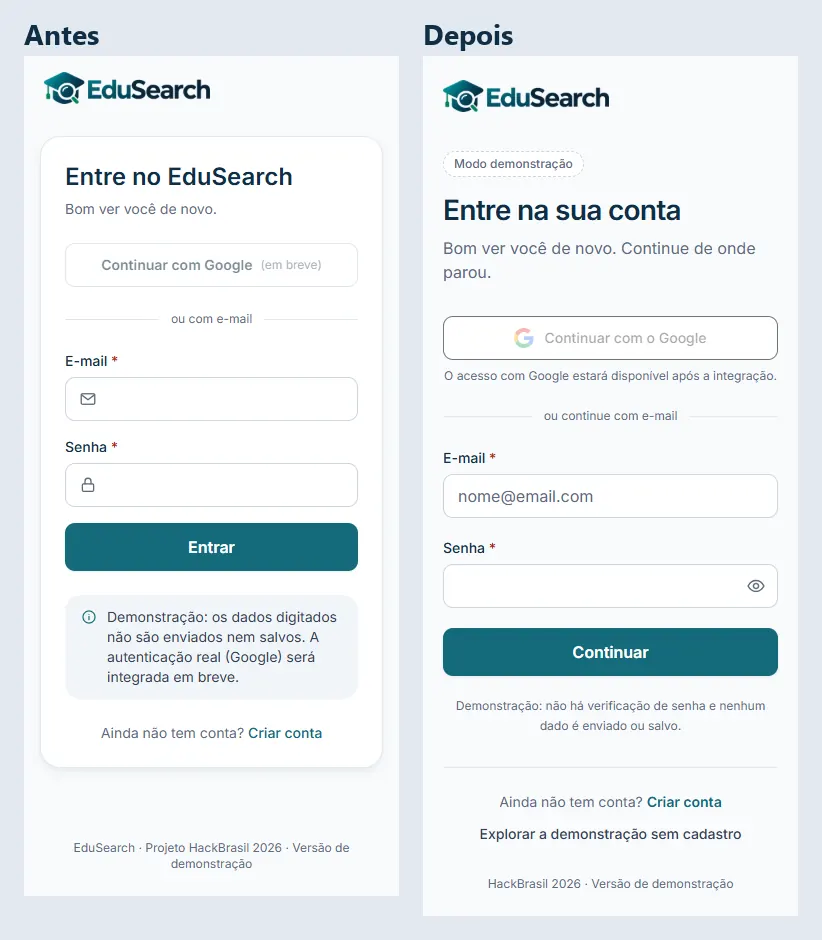 Antes
EduSearch
Entre no EduSearch
Bom ver você de novo.
Continuar com Google (em breve)
ou com e-mail
E-mail *
Senha *
Entrar
Demonstração: os dados digitados
não são enviados nem salvos. A
autenticação real (Google) será
integrada em breve.
Ainda não tem conta? Criar conta
EduSearch · Projeto HackBrasil 2026 · Versão de
demonstração
Depois
EduSearch
Modo demonstração
Entre na sua conta
Bom ver você de novo. Continue de onde
parou.
Continuar com o Google
O acesso com Google estará disponível após a integração.
ou continue com e-mail
E-mail *
nome@email.com
Senha *
Continuar
Demonstração: não há verificação de senha e nenhum
dado é enviado ou salvo.
Ainda não tem conta? Criar conta
Explorar a demonstração sem cadastro
HackBrasil 2026 · Versão de demonstração